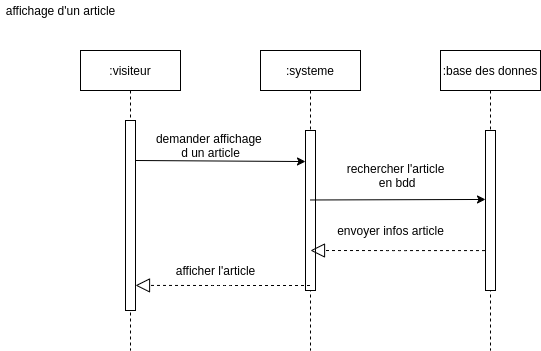 affichage d'un article
:visiteur
:systeme
:base des donnes
demander affichage
d un article
rechercher l'article
en bdd
envoyer infos article
afficher l'article